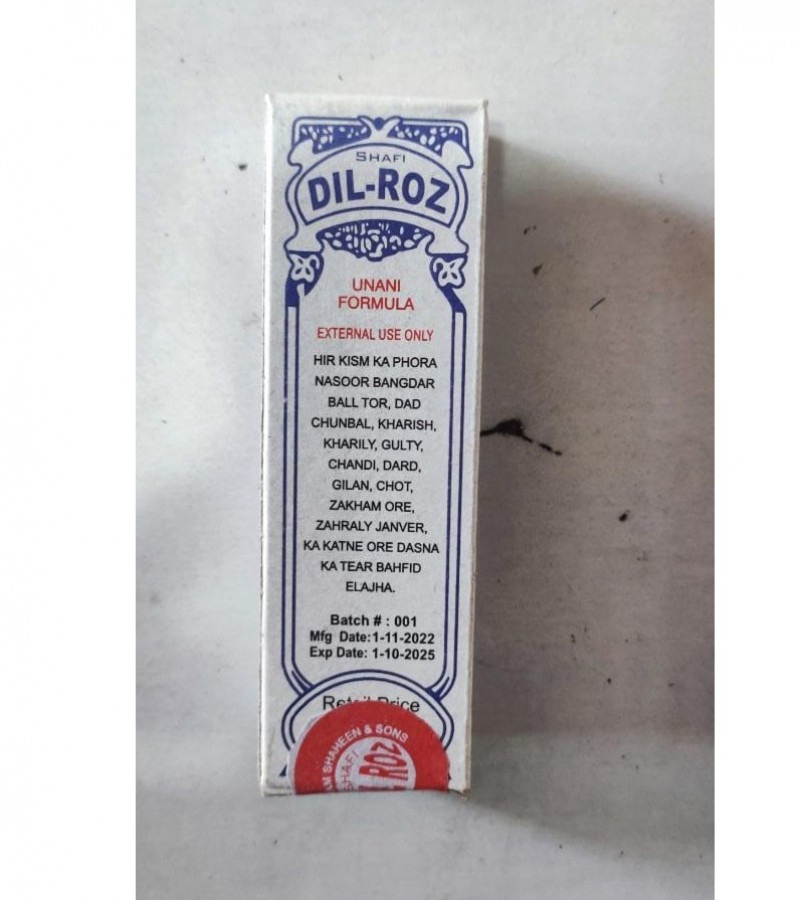 SHAFI
DIL-ROZ
UNANI
FORMULA
EXTERNAL USE ONLY
HIR KISM KA PHORA
NASOOR BANGDAR
BALL TOR, DAD
CHUNBAL, KHARISH,
KHARILY, GULTY,
CHANDI, DARD,
GILAN, CHOT,
ZAKHAM ORE,
ZAHRALY JANVER,
KA KATNE ORE DASNA
KA TEAR BAHFID
ELAJHA.
Batch # : 001
Mfg Date:1-11-2022
Exp Date: 1-10-2025
Price
SHAHEEN & SONS
SHAFI